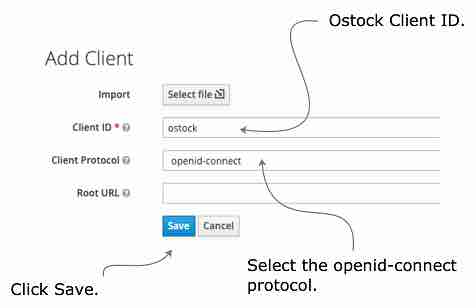 Ostock Client ID.
Add Client
Import Select file
Client ID * ostock
Client Protocol openid-connect
Root URL
Save Cancel
Click Save.
Select the openid-connect
protocol.